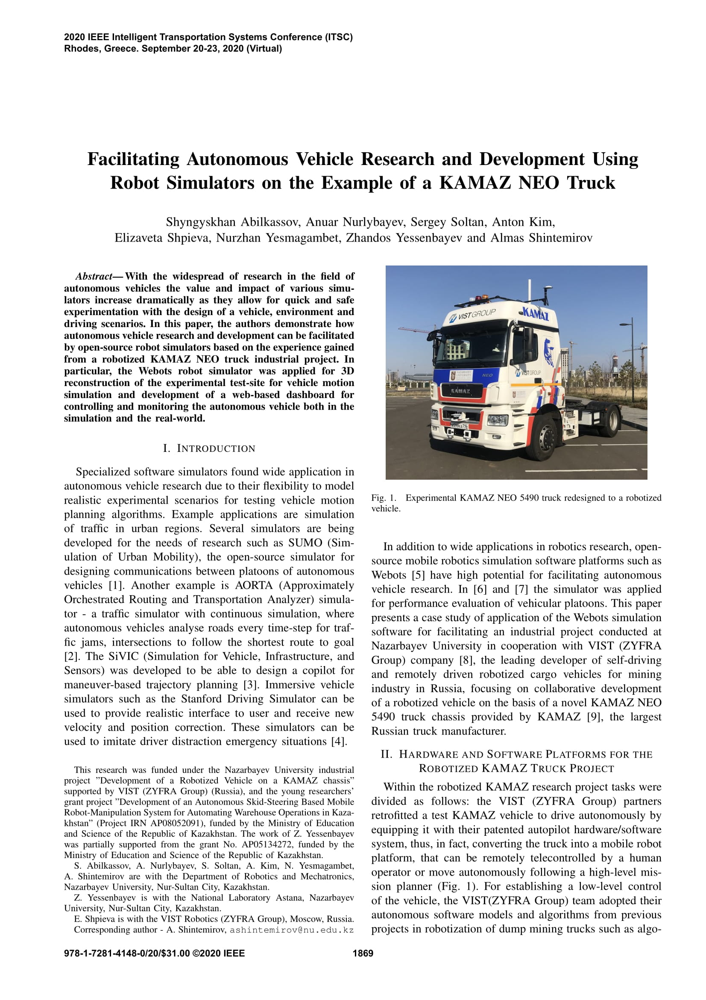 2020 IEEE Intelligent Transportation Systems Conference (ITSC)
Rhodes, Greece. September 20-23, 2020 (Virtual)
Facilitating Autonomous Vehicle Research and Development Using
Robot Simulators on the Example of a KAMAZ NEO Truck
Shyngyskhan Abilkassov, Anuar Nurlybayev, Sergey Soltan, Anton Kim,
Elizaveta Shpieva, Nurzhan Yesmagambet, Zhandos Yessenbayev and Almas Shintemirov
Abstract— With the widespread of research in the field of
autonomous vehicles the value and impact of various simu-
lators increase dramatically as they allow for quick and safe
experimentation with the design of a vehicle, environment and
driving scenarios. In this paper, the authors demonstrate how
autonomous vehicle research and development can be facilitated
by open-source robot simulators based on the experience gained
from a robotized KAMAZ NEO truck industrial project. In
particular, the Webots robot simulator was applied for 3D
reconstruction of the experimental test-site for vehicle motion
simulation and development of a web-based dashboard for
controlling and monitoring the autonomous vehicle both in the
simulation and the real-world.
I. INTRODUCTION
Specialized software simulators found wide application in
autonomous vehicle research due to their flexibility to model
realistic experimental scenarios for testing vehicle motion
planning algorithms. Example applications are simulation
of traffic in urban regions. Several simulators are being
developed for the needs of research such as SUMO (Sim-
ulation of Urban Mobility), the open-source simulator for
designing communications between platoons of autonomous
vehicles [1]. Another example is AORTA (Approximately
Orchestrated Routing and Transportation Analyzer) simula-
tor - a traffic simulator with continuous simulation, where
autonomous vehicles analyse roads every time-step for traf-
fic jams, intersections to follow the shortest route to goal
[2]. The SiVIC (Simulation for Vehicle, Infrastructure, and
Sensors) was developed to be able to design a copilot for
maneuver-based trajectory planning [3]. Immersive vehicle
simulators such as the Stanford Driving Simulator can be
used to provide realistic interface to user and receive new
velocity and position correction. These simulators can be
used to imitate driver distraction emergency situations [4].
This research was funded under the Nazarbayev University industrial
project ”Development of a Robotized Vehicle on a KAMAZ chassis”
supported by VIST (ZYFRA Group) (Russia), and the young researchers’
grant project ”Development of an Autonomous Skid-Steering Based Mobile
Robot-Manipulation System for Automating Warehouse Operations in Kaza-
khstan” (Project IRN AP08052091), funded by the Ministry of Education
and Science of the Republic of Kazakhstan. The work of Z. Yessenbayev
was partially supported from the grant No. AP05134272, funded by the
Ministry of Education and Science of the Republic of Kazakhstan.
S. Abilkassov, A. Nurlybayev, S. Soltan, A. Kim, N. Yesmagambet,
A. Shintemirov are with the Department of Robotics and Mechatronics,
Nazarbayev University, Nur-Sultan City, Kazakhstan.
Z. Yessenbayev is with the National Laboratory Astana, Nazarbayev
University, Nur-Sultan City, Kazakhstan.
E. Shpieva is with the VIST Robotics (ZYFRA Group), Moscow, Russia.
Corresponding author - A. Shintemirov, ashintemirov@nu.edu.kz
VIST GROUP
KAMAZ
NAZARBAYEV
UNIVERSITY
NEO
KAMAZ
VIST GROUP
Fig. 1. Experimental KAMAZ NEO 5490 truck redesigned to a robotized
vehicle.
In addition to wide applications in robotics research, open-
source mobile robotics simulation software platforms such as
Webots [5] have high potential for facilitating autonomous
vehicle research. In [6] and [7] the simulator was applied
for performance evaluation of vehicular platoons. This paper
presents a case study of application of the Webots simulation
software for facilitating an industrial project conducted at
Nazarbayev University in cooperation with VIST (ZYFRA
Group) company [8], the leading developer of self-driving
and remotely driven robotized cargo vehicles for mining
industry in Russia, focusing on collaborative development
of a robotized vehicle on the basis of a novel KAMAZ NEO
5490 truck chassis provided by KAMAZ [9], the largest
Russian truck manufacturer.
II. HARDWARE AND SOFTWARE PLATFORMS FOR THE
ROBOTIZED KAMAZ TRUCK PROJECT
Within the robotized KAMAZ research project tasks were
divided as follows: the VIST (ZYFRA Group) partners
retrofitted a test KAMAZ vehicle to drive autonomously by
equipping it with their patented autopilot hardware/software
system, thus, in fact, converting the truck into a mobile robot
platform, that can be remotely telecontrolled by a human
operator or move autonomously following a high-level mis-
sion planner (Fig. 1). For establishing a low-level control
of the vehicle, the VIST(ZYFRA Group) team adopted their
autonomous software models and algorithms from previous
projects in robotization of dump mining trucks such as algo-
978-1-7281-4148-0/20/$31.00 ©2020 IEEE
1869